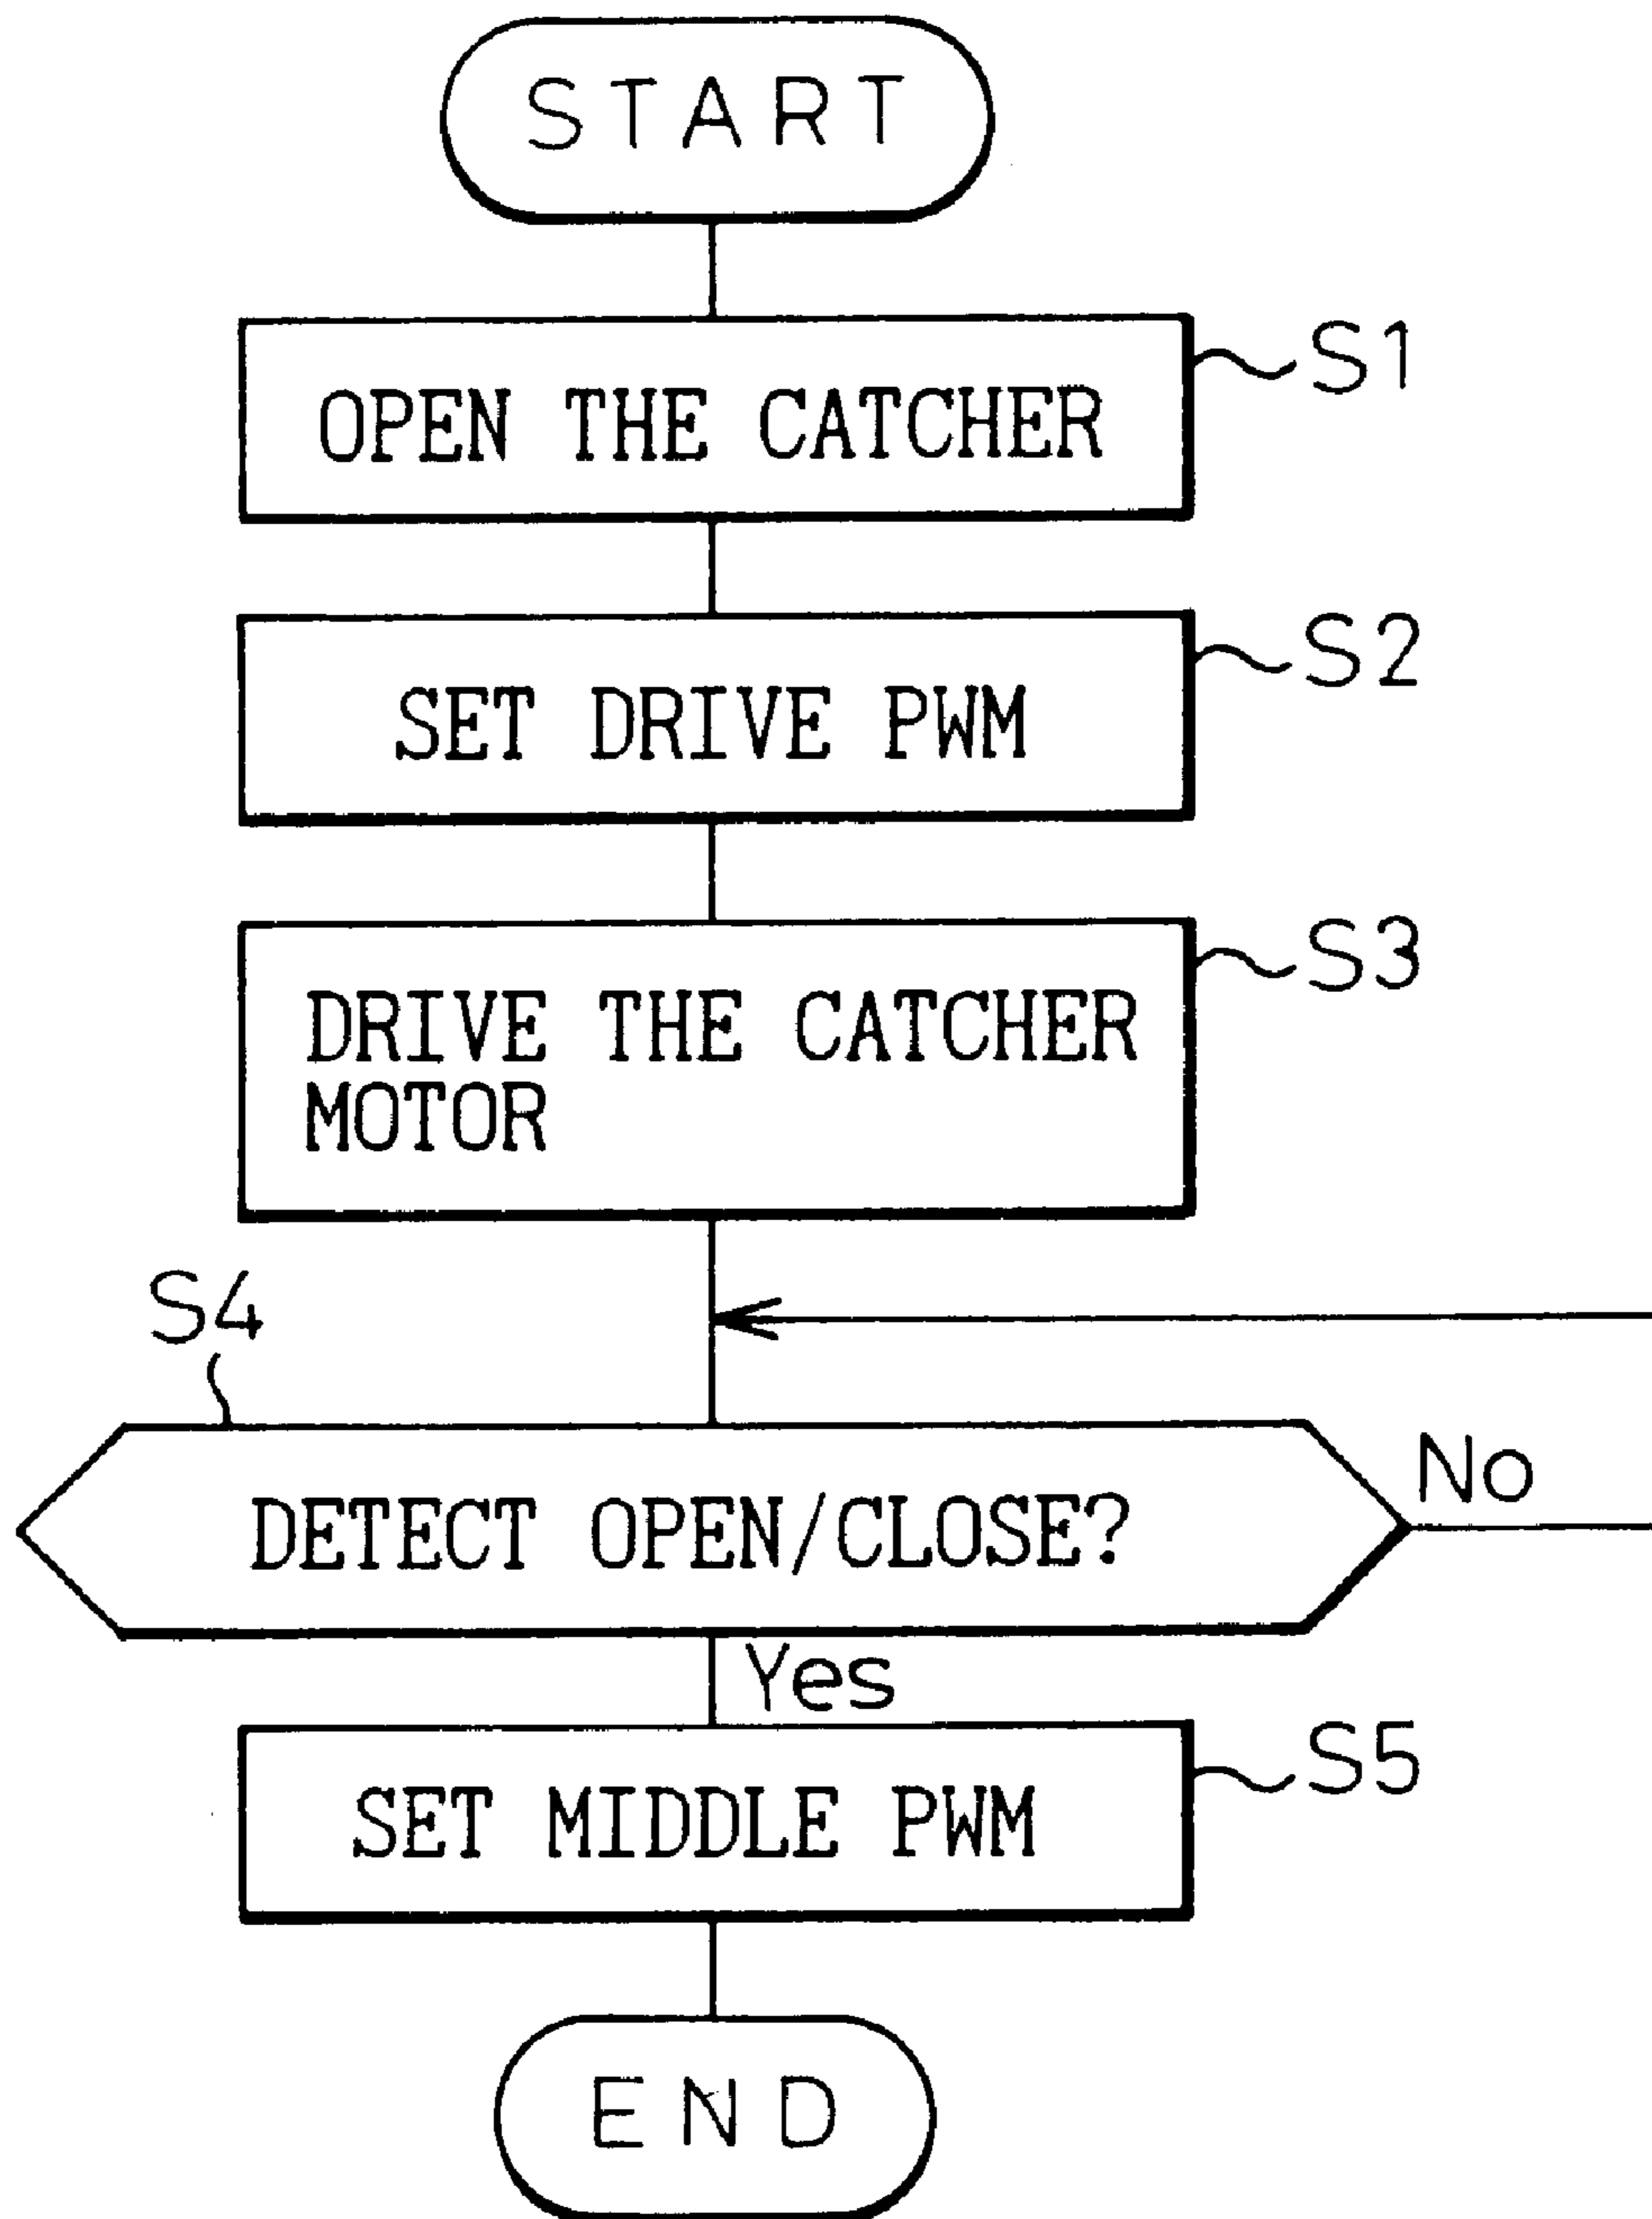 START
OPEN THE CATCHER
S1
SET DRIVE PWM
S2
DRIVE THE CATCHER
MOTOR
S3
S4
DETECT OPEN/CLOSE?
No
Yes
SET MIDDLE PWM
S5
END